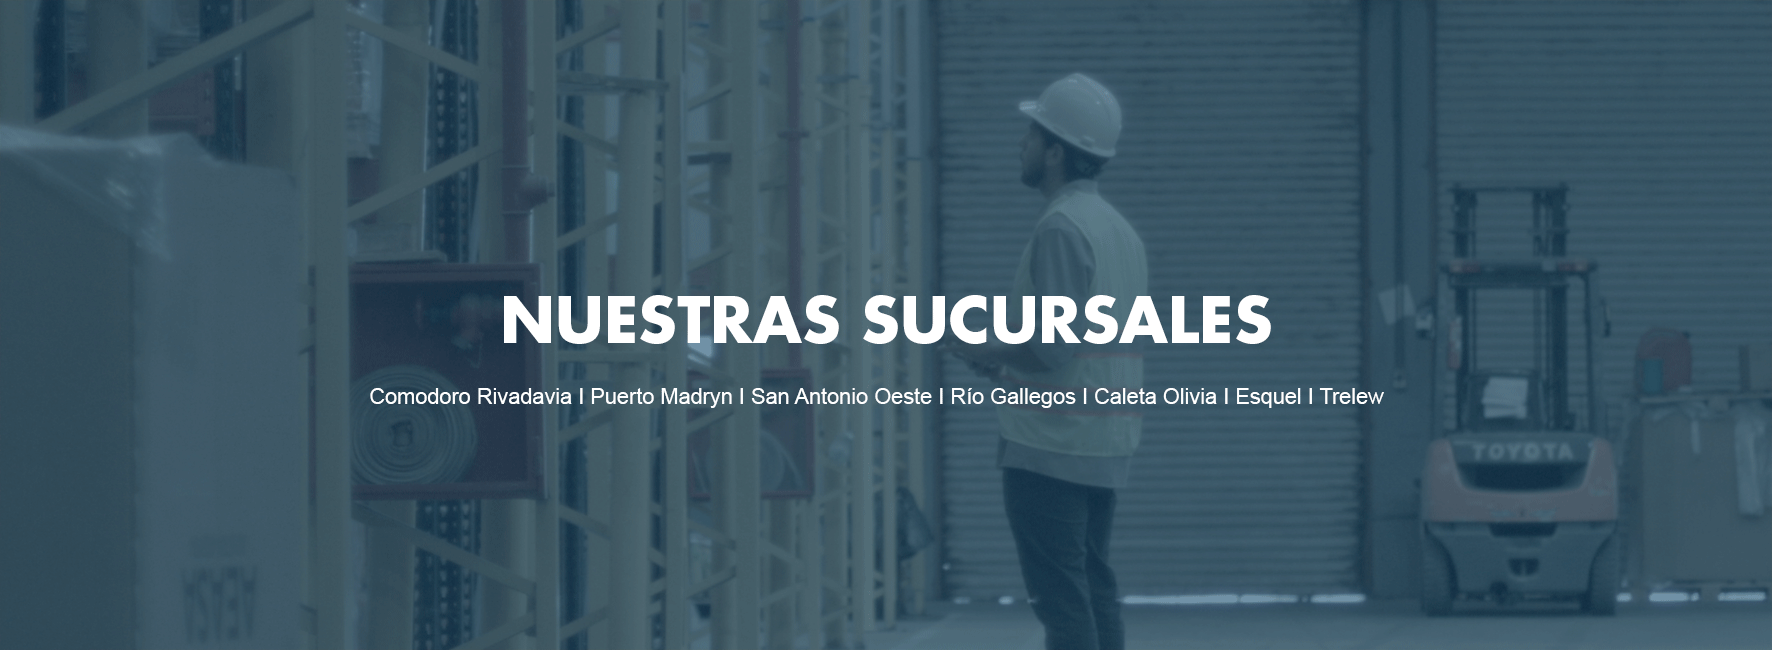 NUESTRAS SUCURSALES
Comodoro Rivadavia I Puerto Madryn I San Antonio Oeste I Río Gallegos I Caleta Olivia I Esquel I Trelew
TOYOTA